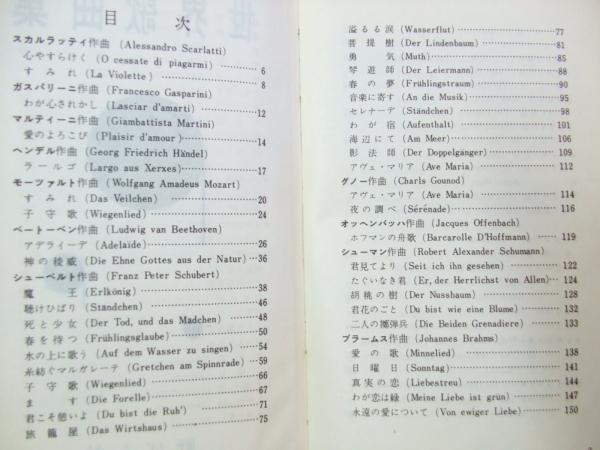 目次
スカルラッティ作曲 (Alessandro Scarlatti)
心やすらけく (O cessate di piagarmi) 6
すみれ (La Violette) 8
ガスパリーニ作曲 (Francesco Gasparini)
わが心されかし (Lasciar d'amarti) 12
マルティーニ作曲 (Giambattista Martini)
愛のよろこび (Plaisir d'amour) 14
ヘンデル作曲 (Georg Friedrich Händel)
ラールゴ (Largo aus Xerxes) 17
モーツァルト作曲 (Wolfgang Amadeus Mozart)
すみれ (Das Veilchen) 20
子守歌 (Wiegenlied) 24
ベートーベン作曲 (Ludwig van Beethoven)
アデライーデ (Adelaide) 26
神の稜威 (Die Ehne Gottes aus der Natur) 36
シューベルト作曲 (Franz Peter Schubert)
魔王 (Erlkönig) 38
聴けひばり (Ständchen) 46
死と少女 (Der Tod, und das Mädchen) 48
春を待つ (Frühlingsglaube) 50
水の上に歌う (Auf dem Wasser zu singen) 54
糸紡ぐマルガレーテ (Gretchen am Spinnrade) 59
子守歌 (Wiegenlied) 66
ます (Die Forelle) 67
君こそ憩いよ (Du bist die Ruh') 71
旅籠屋 (Das Wirtshaus) 75
溢るる涙 (Wasserflut) 77
菩提樹 (Der Lindenbaum) 81
勇気 (Muth) 85
琴遊師 (Der Leiermann) 88
春の夢 (Frühlingstraum) 90
音楽に寄す (An die Musik) 95
セレナーデ (Ständchen) 98
わが宿 (Aufenthalt) 101
海辺にて (Am Meer) 106
影法師 (Der Doppelgänger) 109
アヴェ・マリア (Ave Maria) 112
グノー作曲 (Charls Gounod)
アヴェ・マリア (Ave Maria) 114
夜の調べ (Sérénade) 116
オッヘンバッハ作曲 (Jacques Offenbach)
ホフマンの舟歌 (Barcarolle D'Hoffmann) 119
シューマン作曲 (Robert Alexander Schumann)
君見てより (Seit ich ihn gesehen) 122
たぐいなき君 (Er, der Herrlichst von Allen) 124
胡桃の樹 (Der Nussbaum) 128
君花のごと (Du bist wie eine Blume) 132
二人の擲弾兵 (Die Beiden Grenadiere) 133
ブラームス作曲 (Johannes Brahms)
愛の歌 (Minnelied) 138
日曜日 (Sonntag) 141
真実の恋 (Liebestreu) 144
わが恋は緑 (Meine Liebe ist grün) 147
永遠の愛について (Von ewiger Liebe) 150